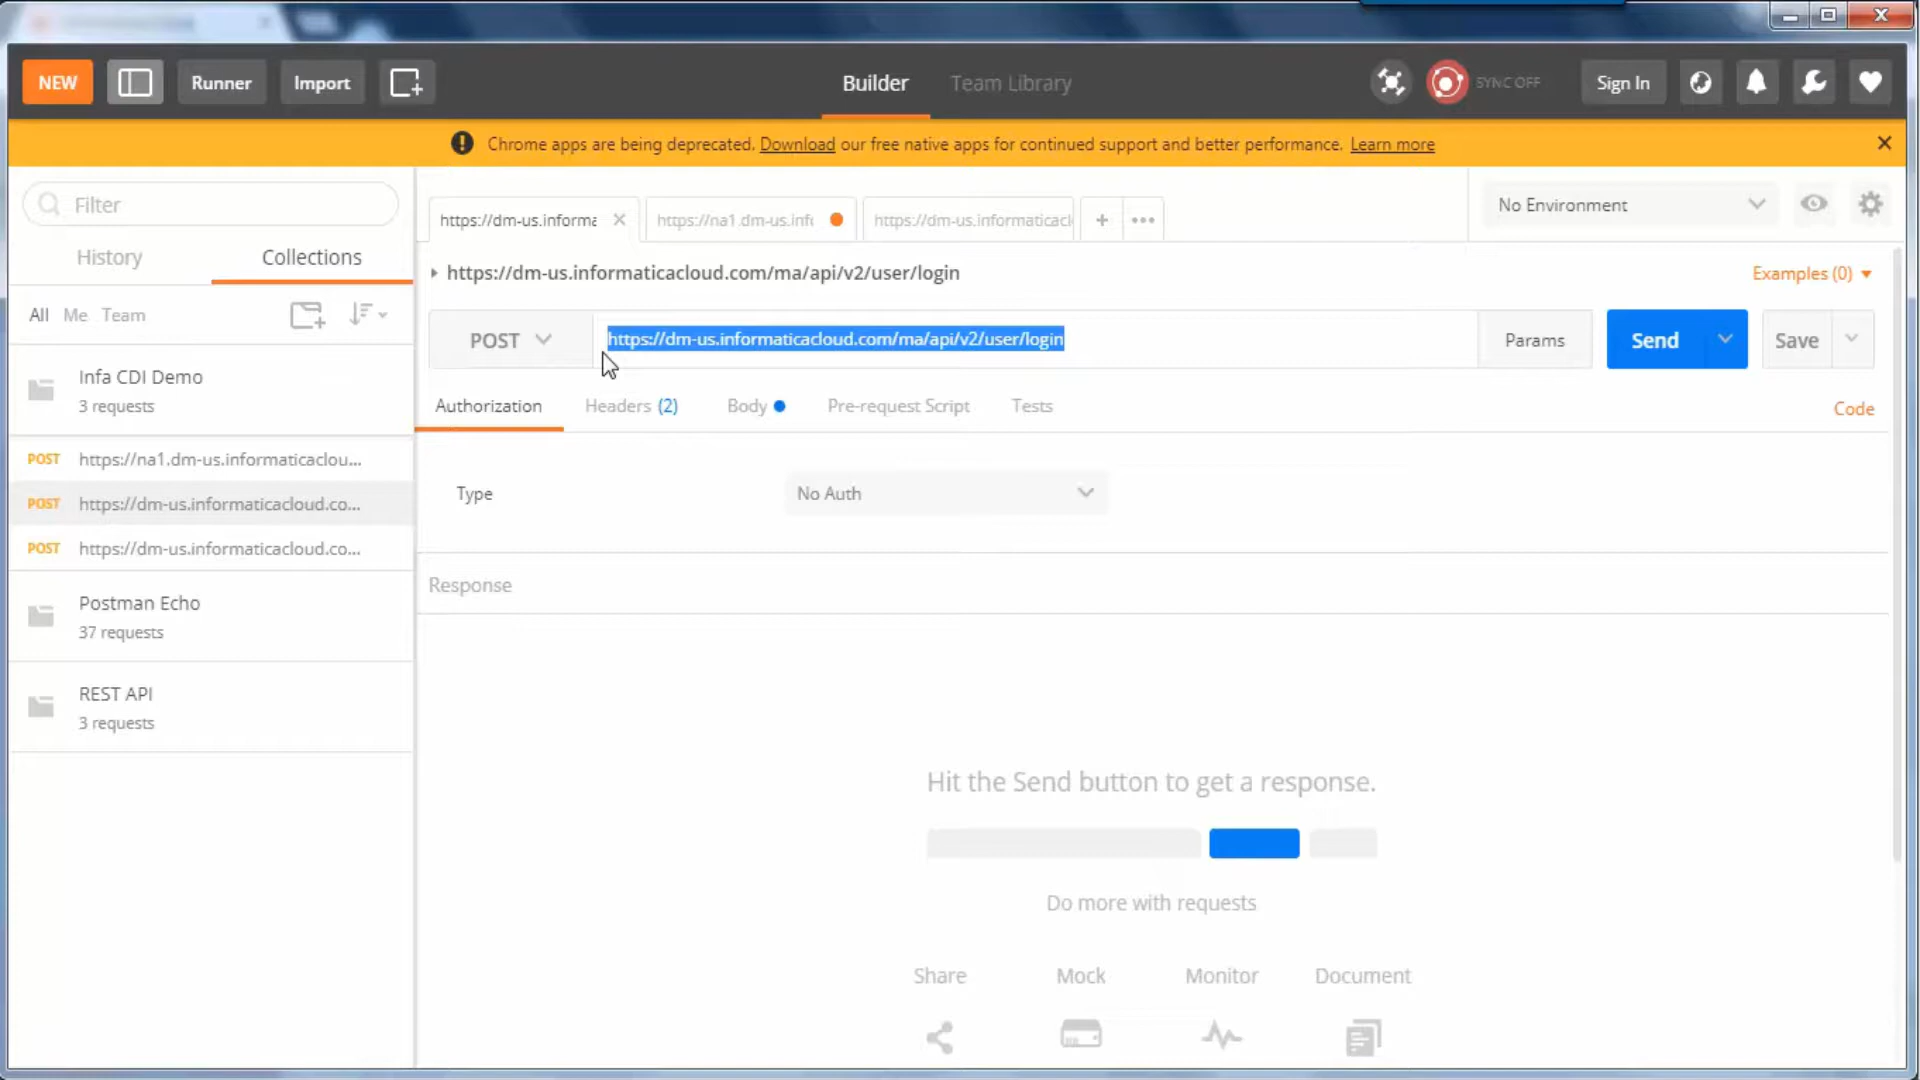 NEW
Runner
Import
Builder
Team Library
SYNC OFF
Sign In
Chrome apps are being deprecated. Download our free native apps for continued support and better performance. Learn more
Filter
History
Collections
All Me Team
Infa CDI Demo
3 requests
POST https://na1.dm-us.informaticaclou...
POST https://dm-us.informaticacloud.co...
POST https://dm-us.informaticacloud.co...
Postman Echo
37 requests
REST API
3 requests
https://dm-us.informa
https://na1.dm-us.inf
https://dm-us.informaticacl
No Environment
https://dm-us.informaticacloud.com/ma/api/v2/user/login
Examples (0)
POST
https://dm-us.informaticacloud.com/ma/api/v2/user/login
Params
Send
Save
Authorization
Headers (2)
Body
Pre-request Script
Tests
Code
Type
No Auth
Response
Hit the Send button to get a response.
Do more with requests
Share
Mock
Monitor
Document